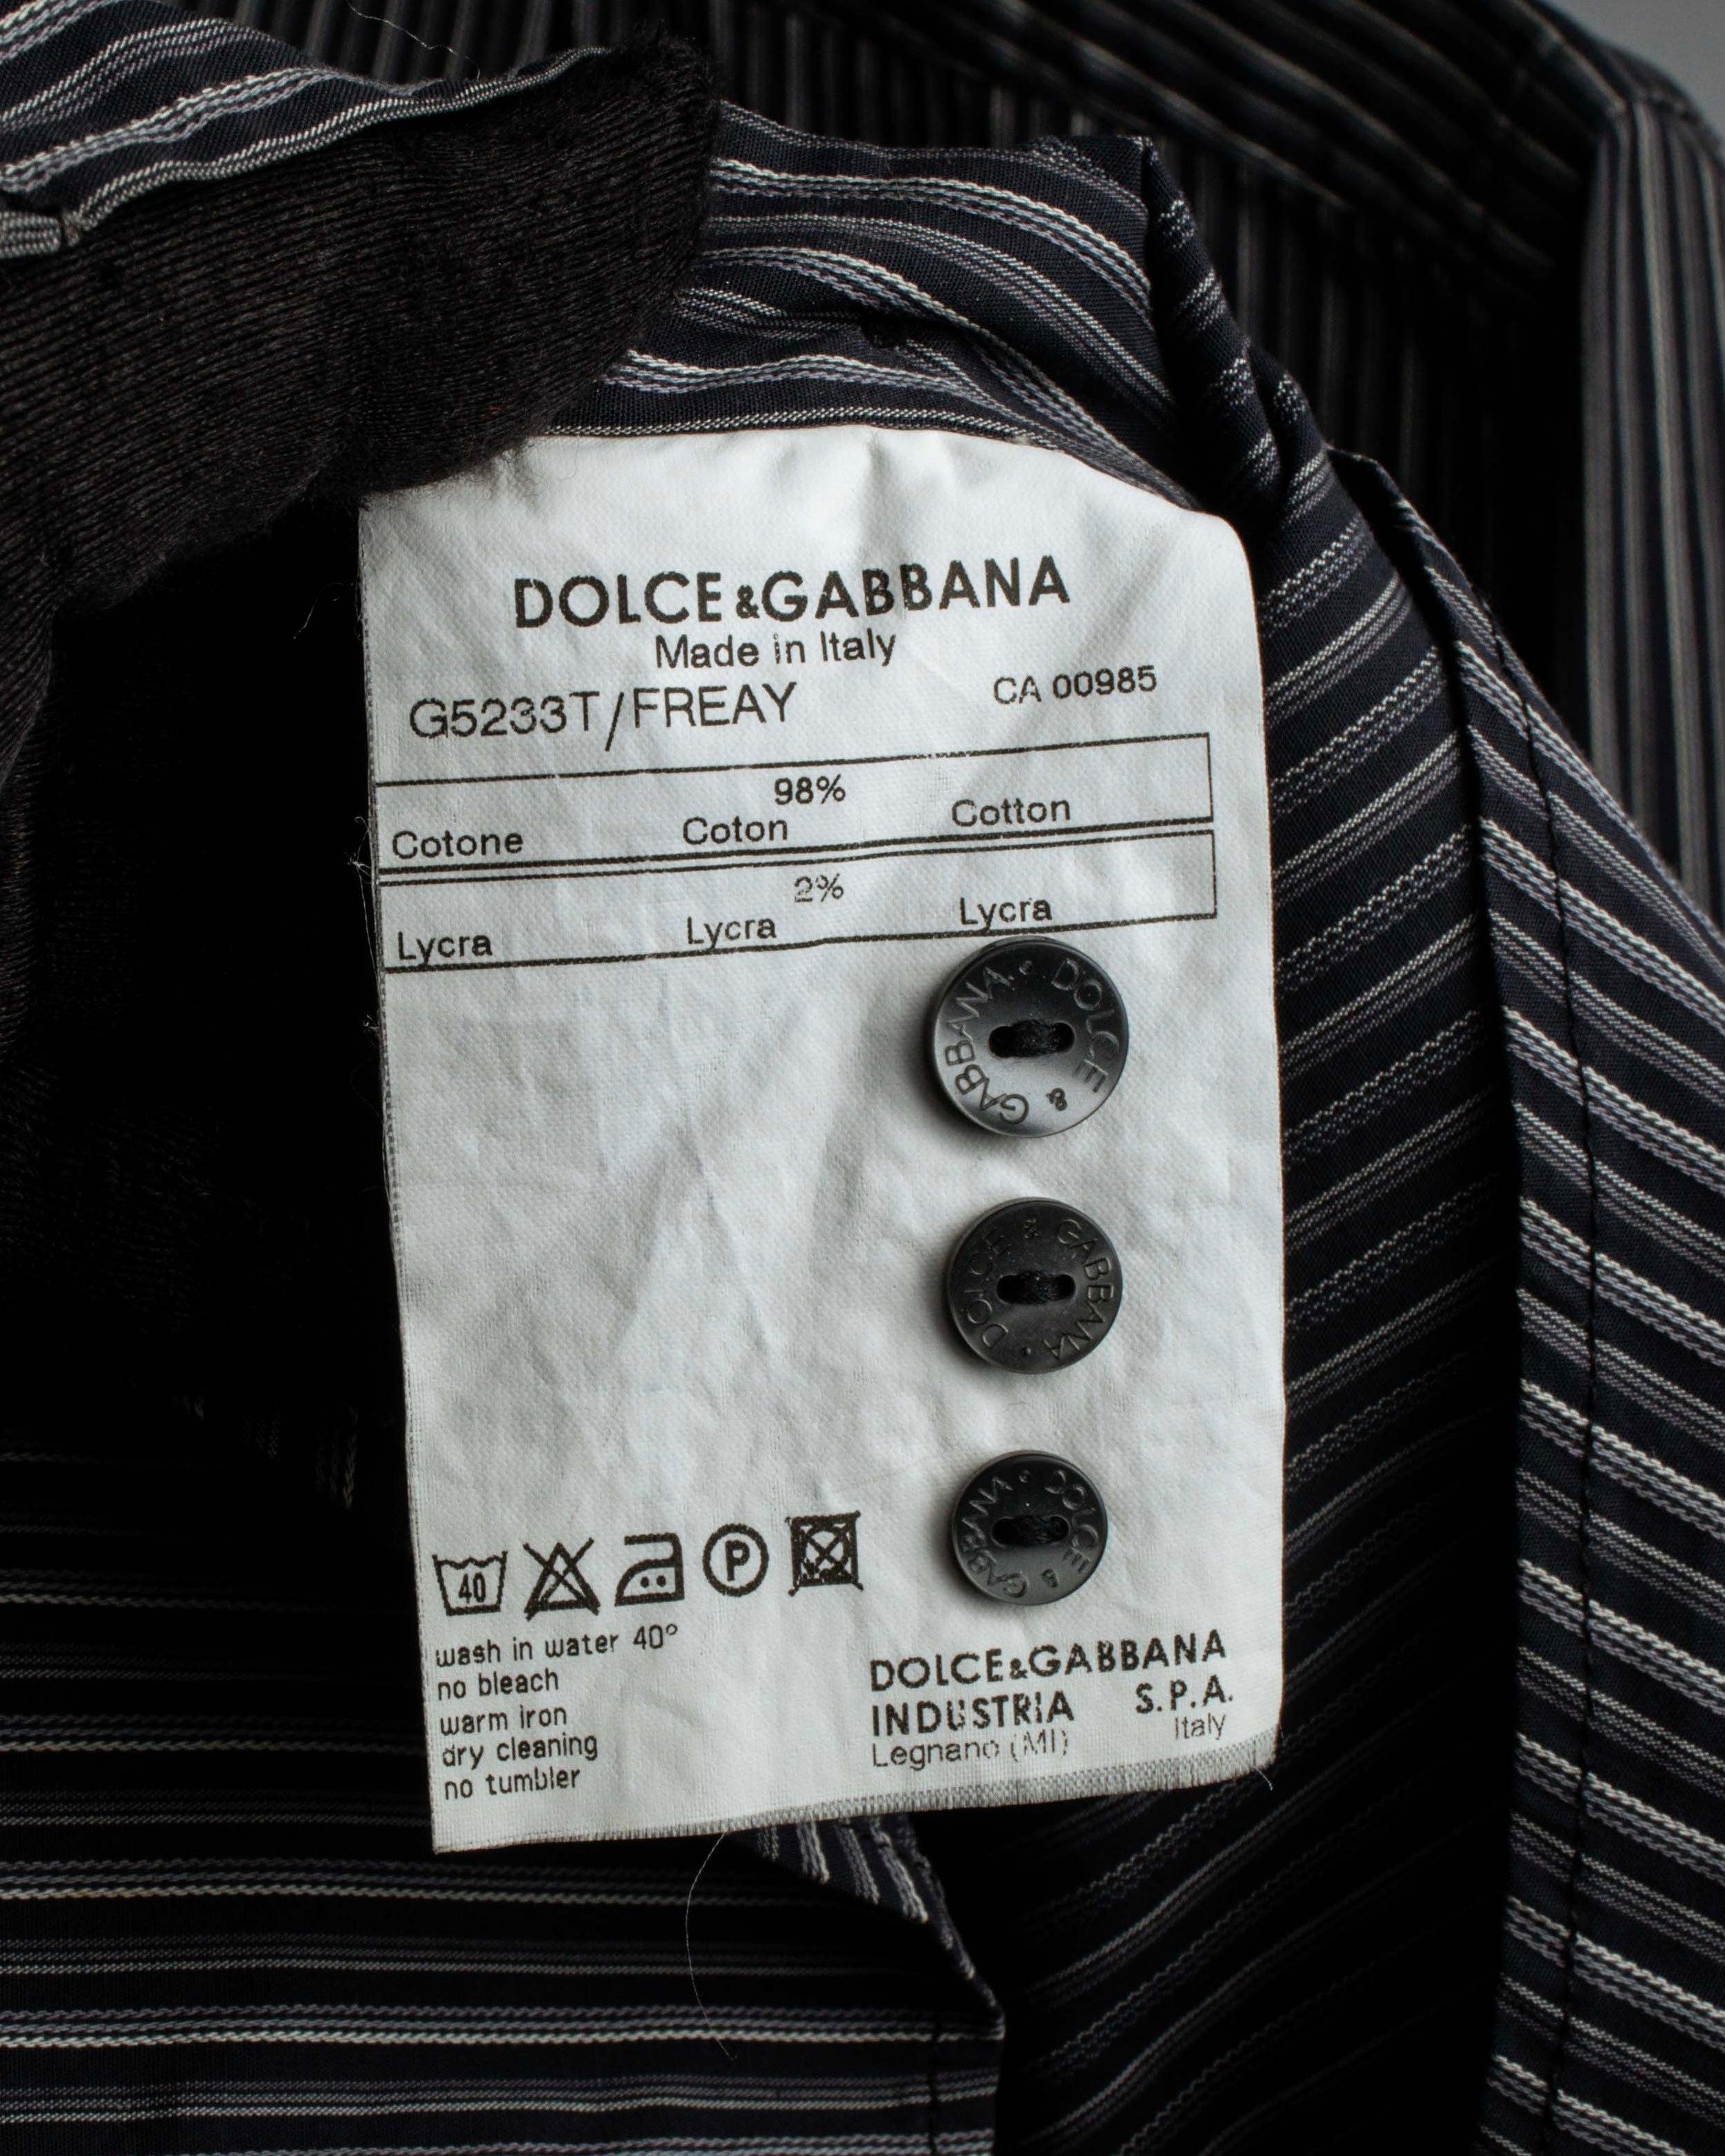 DOLCE&GABBANA
Made in Italy
G5233T/FREAY CA 00985
98%
Cotone Coton Cotton
2%
Lycra Lycra Lycra
DOLCE & GABBANA
DOLCE & GABBANA
DOLCE & GABBANA
40 P
wash in water 40°
no bleach
warm iron
dry cleaning
no tumbler
DOLCE&GABBANA
INDUSTRIA S.P.A.
Legnano (MI) Italy